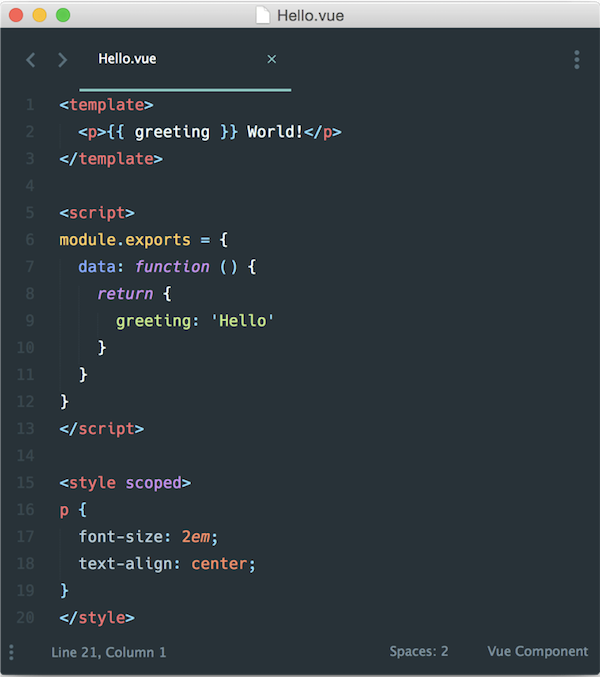 Hello.vue
Hello.vue ×
1 <template>
2   <p>{{ greeting }} World!</p>
3 </template>
4
5 <script>
6 module.exports = {
7   data: function () {
8     return {
9       greeting: 'Hello'
10     }
11   }
12 }
13 </script>
14
15 <style scoped>
16 p {
17   font-size: 2em;
18   text-align: center;
19 }
20 </style>
Line 21, Column 1 Spaces: 2 Vue Component